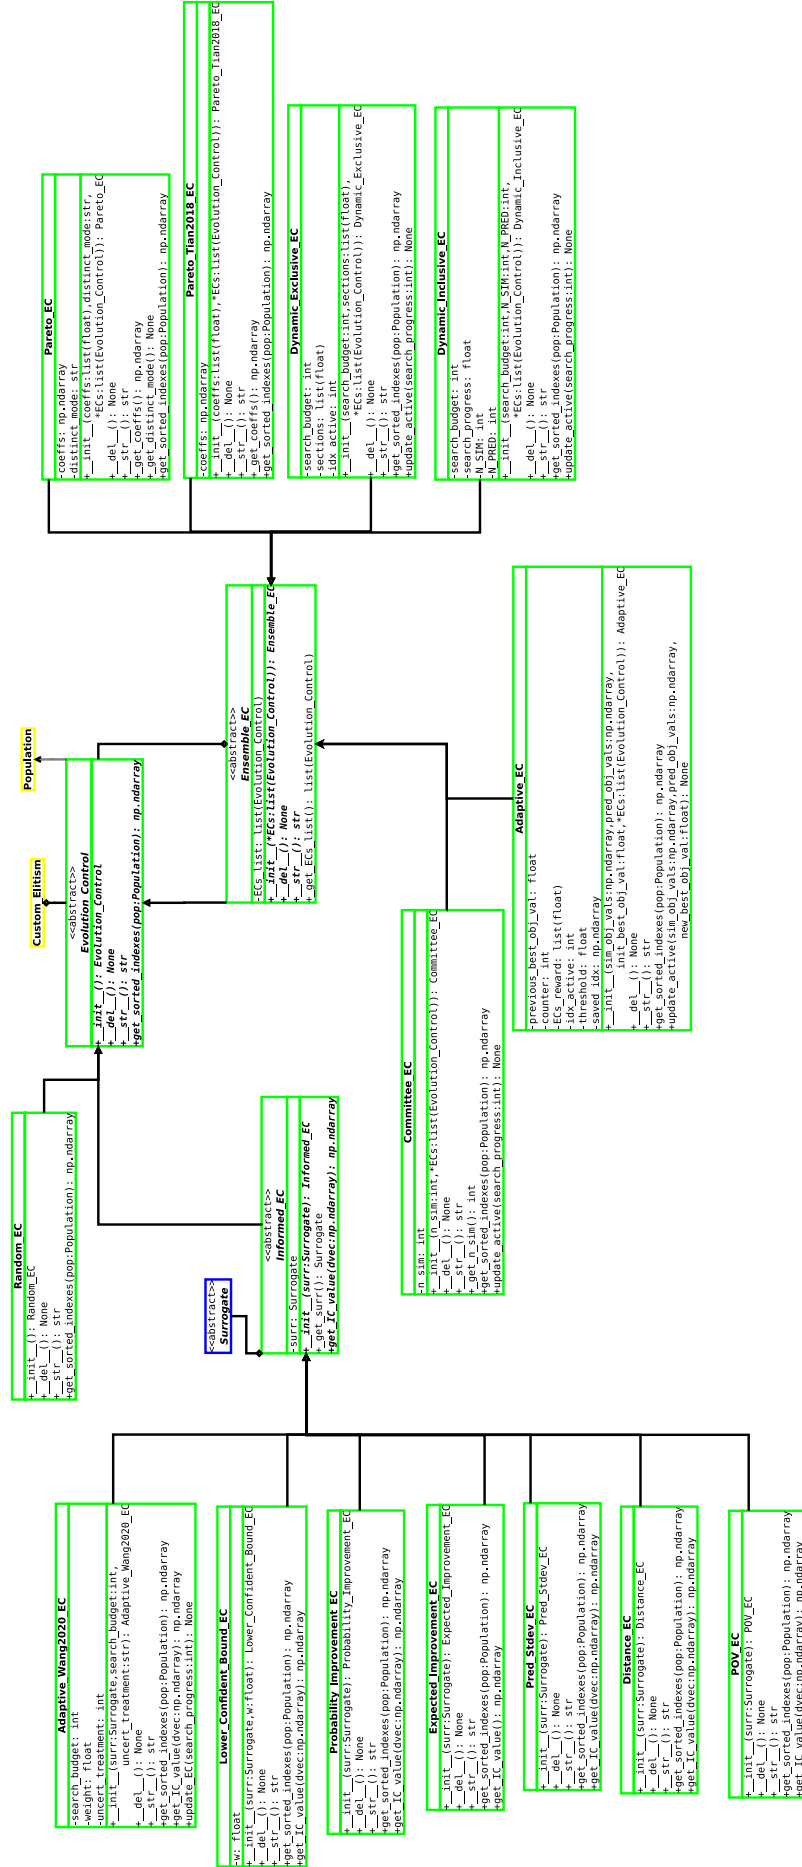 Pareto_EC
-coeffs: np.ndarray
-distinct_mode: str
+__init__(coeffs:list(float),distinct_mode:str,
*ECs:list(Evolution_Control)): Pareto_EC
+__del__(): None
+__str__(): str
+_get_coeffs(): np.ndarray
+_get_distinct_mode(): None
+get_sorted_indexes(pop:Population): np.ndarray
Pareto_Tian2018_EC
-coeffs: np.ndarray
+__init__(coeffs:list(float),*ECs:list(Evolution_Control)): Pareto_Tian2018_EC
+__del__(): None
+__str__(): str
+_get_coeffs(): np.ndarray
+get_sorted_indexes(pop:Population): np.ndarray
Dynamic_Exclusive_EC
-search_budget: int
-sections: list(float)
-idx_active: int
+__init__(search_budget:int,sections:list(float),
*ECs:list(Evolution_Control)): Dynamic_Exclusive_EC
+__del__(): None
+__str__(): str
+get_sorted_indexes(pop:Population): np.ndarray
+update_active(search_progress:int): None
Dynamic_Inclusive_EC
-search_budget: int
-search_progress: float
-N_SIM: int
-N_PRED: int
+__init__(search_budget:int,N_SIM:int,N_PRED:int,
*ECs:list(Evolution_Control)): Dynamic_Inclusive_EC
+__del__(): None
+__str__(): str
+get_sorted_indexes(pop:Population): np.ndarray
+update_active(search_progress:int): None
Population
Custom_Elitism
<<abstract>>
Evolution_Control
+__init__(): Evolution_Control
+__del__(): None
+__str__(): str
+get_sorted_indexes(pop:Population): np.ndarray
<<abstract>>
Ensemble_EC
-ECs_list: list(Evolution_Control)
+__init__(*ECs:list(Evolution_Control)): Ensemble_EC
+__del__(): None
+__str__(): str
+_get_ECs_list(): list(Evolution_Control)
Adaptive_EC
-previous_best_obj_val: float
-counter: int
-ECs_reward: list(float)
-idx_active: int
-threshold: float
-saved_idx: np.ndarray
+__init__(sim_obj_vals:np.ndarray,pred_obj_vals:np.ndarray,
init_best_obj_val:float,*ECs:list(Evolution_Control)): Adaptive_EC
+__del__(): None
+__str__(): str
+get_sorted_indexes(pop:Population): np.ndarray
+update_active(sim_obj_vals:np.ndarray,pred_obj_vals:np.ndarray,
new_best_obj_val:float): None
Committee_EC
-n_sim: int
+__init__(n_sim:int,*ECs:list(Evolution_Control)): Committee_EC
+__del__(): None
+__str__(): str
+_get_n_sim(): int
+get_sorted_indexes(pop:Population): np.ndarray
+update_active(search_progress:int): None
Random_EC
+__init__(): Random_EC
+__del__(): None
+__str__(): str
+get_sorted_indexes(pop:Population): np.ndarray
<<abstract>>
Surrogate
<<abstract>>
Informed_EC
-surr: Surrogate
+__init__(surr:Surrogate): Informed_EC
+_get_surr(): Surrogate
+get_IC_value(dvec:np.ndarray): np.ndarray
Adaptive_Wang2020_EC
-search_budget: int
-weight: float
-uncert_treatment: int
+__init__(surr:Surrogate,search_budget:int,
uncert_treatment:str): Adaptive_Wang2020_EC
+__del__(): None
+__str__(): str
+get_sorted_indexes(pop:Population): np.ndarray
+get_IC_value(dvec:np.ndarray): np.ndarray
+update_EC(search_progress:int): None
Lower_Confident_Bound_EC
-w: float
+__init__(surr:Surrogate,w:float): Lower_Confident_Bound_EC
+__del__(): None
+__str__(): str
+get_sorted_indexes(pop:Population): np.ndarray
+get_IC_value(dvec:np.ndarray): np.ndarray
Probability_Improvement_EC
+__init__(surr:Surrogate): Probability_Improvement_EC
+__del__(): None
+__str__(): str
+get_sorted_indexes(pop:Population): np.ndarray
+get_IC_value(dvec:np.ndarray): np.ndarray
Expected_Improvement_EC
+__init__(surr:Surrogate): Expected_Improvement_EC
+__del__(): None
+__str__(): str
+get_sorted_indexes(pop:Population): np.ndarray
+get_IC_value(): np.ndarray
Pred_Stdev_EC
+__init__(surr:Surrogate): Pred_Stdev_EC
+__del__(): None
+__str__(): str
+get_sorted_indexes(pop:Population): np.ndarray
+get_IC_value(dvec:np.ndarray): np.ndarray
Distance_EC
+__init__(surr:Surrogate): Distance_EC
+__del__(): None
+__str__(): str
+get_sorted_indexes(pop:Population): np.ndarray
+get_IC_value(dvec:np.ndarray): np.ndarray
POV_EC
+__init__(surr:Surrogate): POV_EC
+__del__(): None
+__str__(): str
+get_sorted_indexes(pop:Population): np.ndarray
+get_IC_value(dvec:np.ndarray): np.ndarray